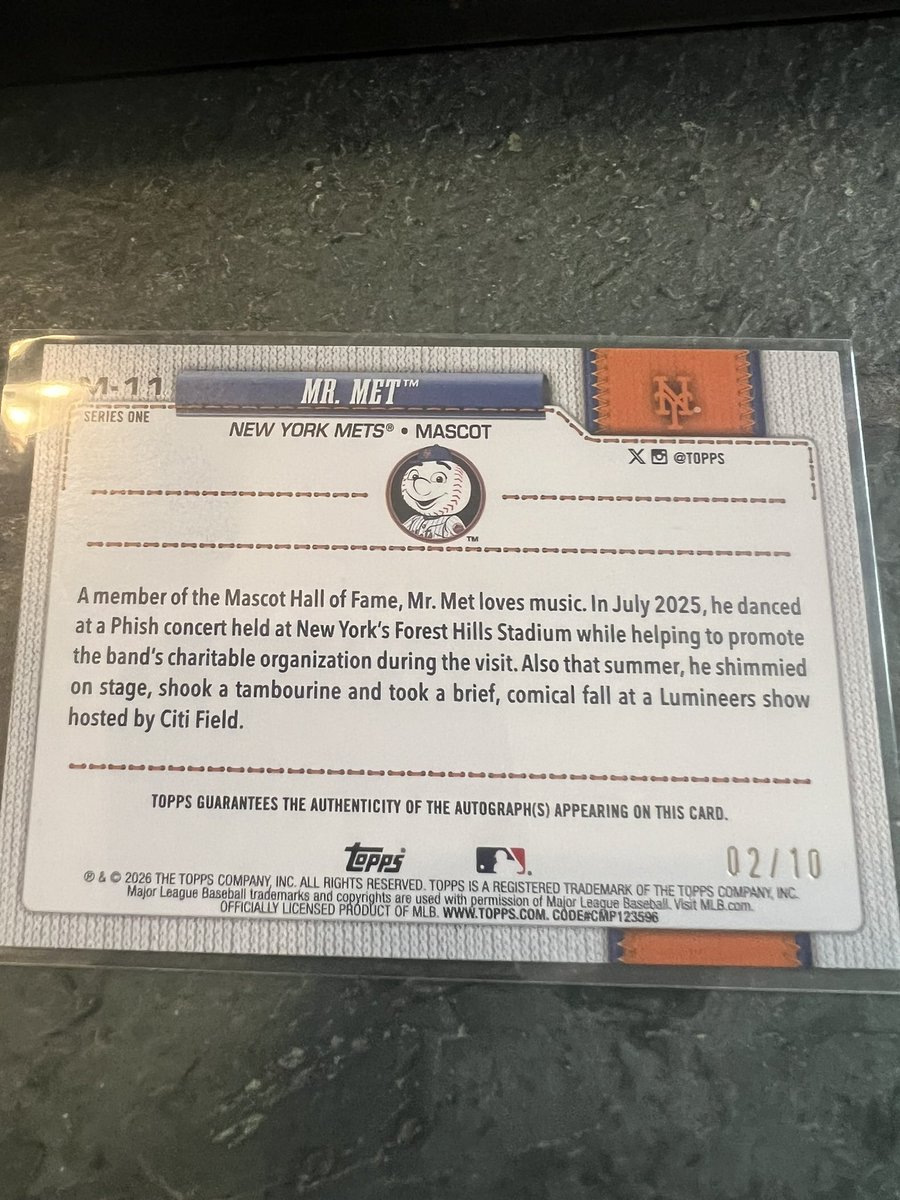 M-11
SERIES ONE
MR. MET™
NEW YORK METS® • MASCOT
NY
X @TOPPS
™
A member of the Mascot Hall of Fame, Mr. Met loves music. In July 2025, he danced
at a Phish concert held at New York's Forest Hills Stadium while helping to promote
the band's charitable organization during the visit. Also that summer, he shimmied
on stage, shook a tambourine and took a brief, comical fall at a Lumineers show
hosted by Citi Field.
TOPPS GUARANTEES THE AUTHENTICITY OF THE AUTOGRAPH(S) APPEARING ON THIS CARD.
topps
02/10
® & © 2026 THE TOPPS COMPANY, INC. ALL RIGHTS RESERVED. TOPPS IS A REGISTERED TRADEMARK OF THE TOPPS COMPANY, INC.
Major League Baseball trademarks and copyrights are used with permission of Major League Baseball. Visit MLB.com.
OFFICIALLY LICENSED PRODUCT OF MLB. WWW.TOPPS.COM. CODE#CMP123596